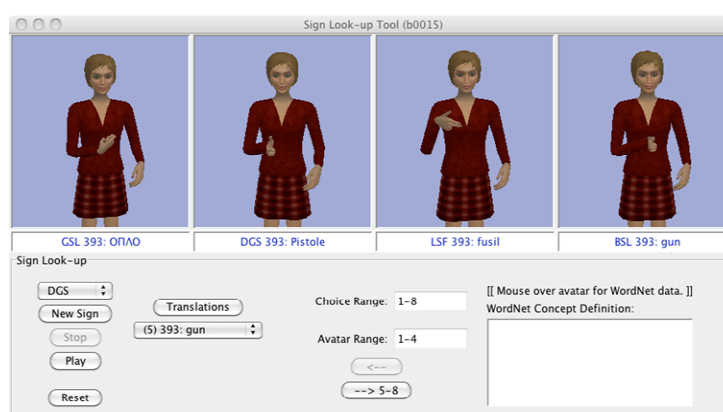 Sign Look-up Tool (b0015)
GSL 393: ΟΠΛΟ
DGS 393: Pistole
LSF 393: fusil
BSL 393: gun
Sign Look-up
DGS
New Sign
Stop
Play
Reset
Translations
(5) 393: gun
Choice Range: 1-8
Avatar Range: 1-4
<--
--> 5-8
[[ Mouse over avatar for WordNet data. ]]
WordNet Concept Definition: